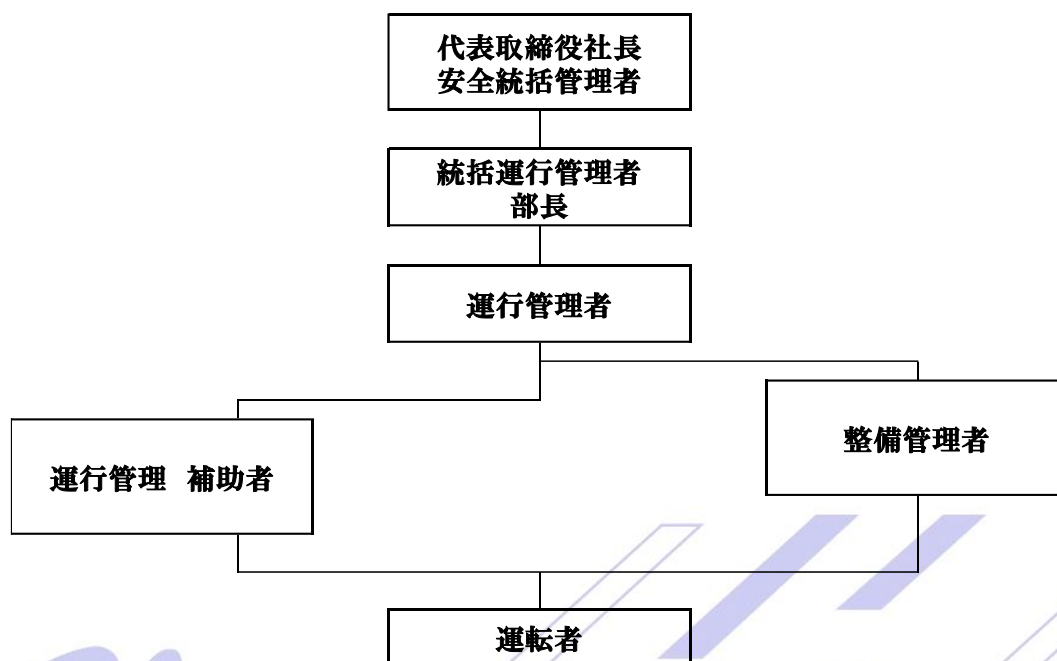 代表取締役社長
安全統括管理者
統括運行管理者
部長
運行管理者
整備管理者
運行管理 補助者
運転者